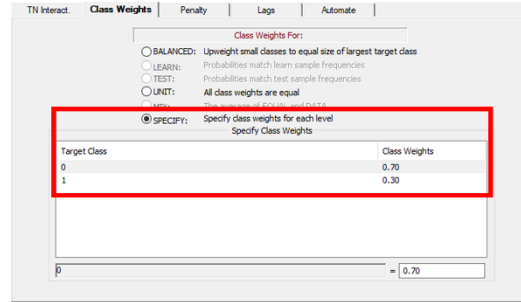 TN Interact. Class Weights Penalty Lags Automate
Class Weights For:
BALANCED: Upweight small classes to equal size of largest target class
LEARN: Probabilities match learn sample frequencies
TEST: Probabilities match test sample frequencies
UNIT: All class weights are equal
MIX: The average of EQUAL and DATA
SPECIFY: Specify class weights for each level
Specify Class Weights
Target Class Class Weights
0 0.70
1 0.30
0 = 0.70